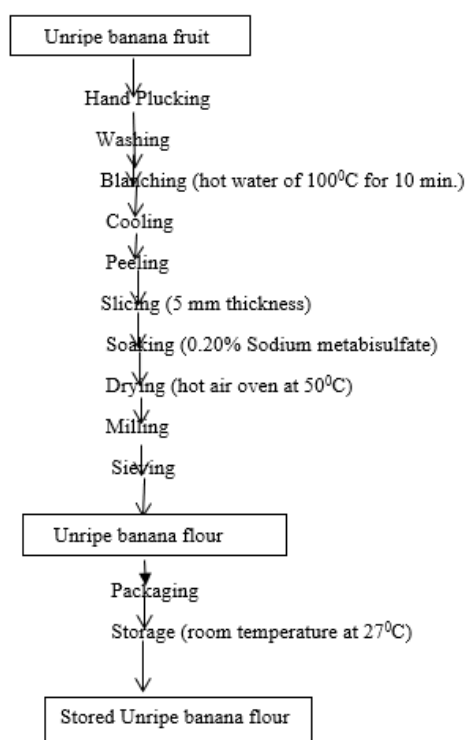 Unripe banana fruit
Hand Plucking
Washing
Blanching (hot water of 100⁰C for 10 min.)
Cooling
Peeling
Slicing (5 mm thickness)
Soaking (0.20% Sodium metabisulfate)
Drying (hot air oven at 50⁰C)
Milling
Sieving
Unripe banana flour
Packaging
Storage (room temperature at 27⁰C)
Stored Unripe banana flour